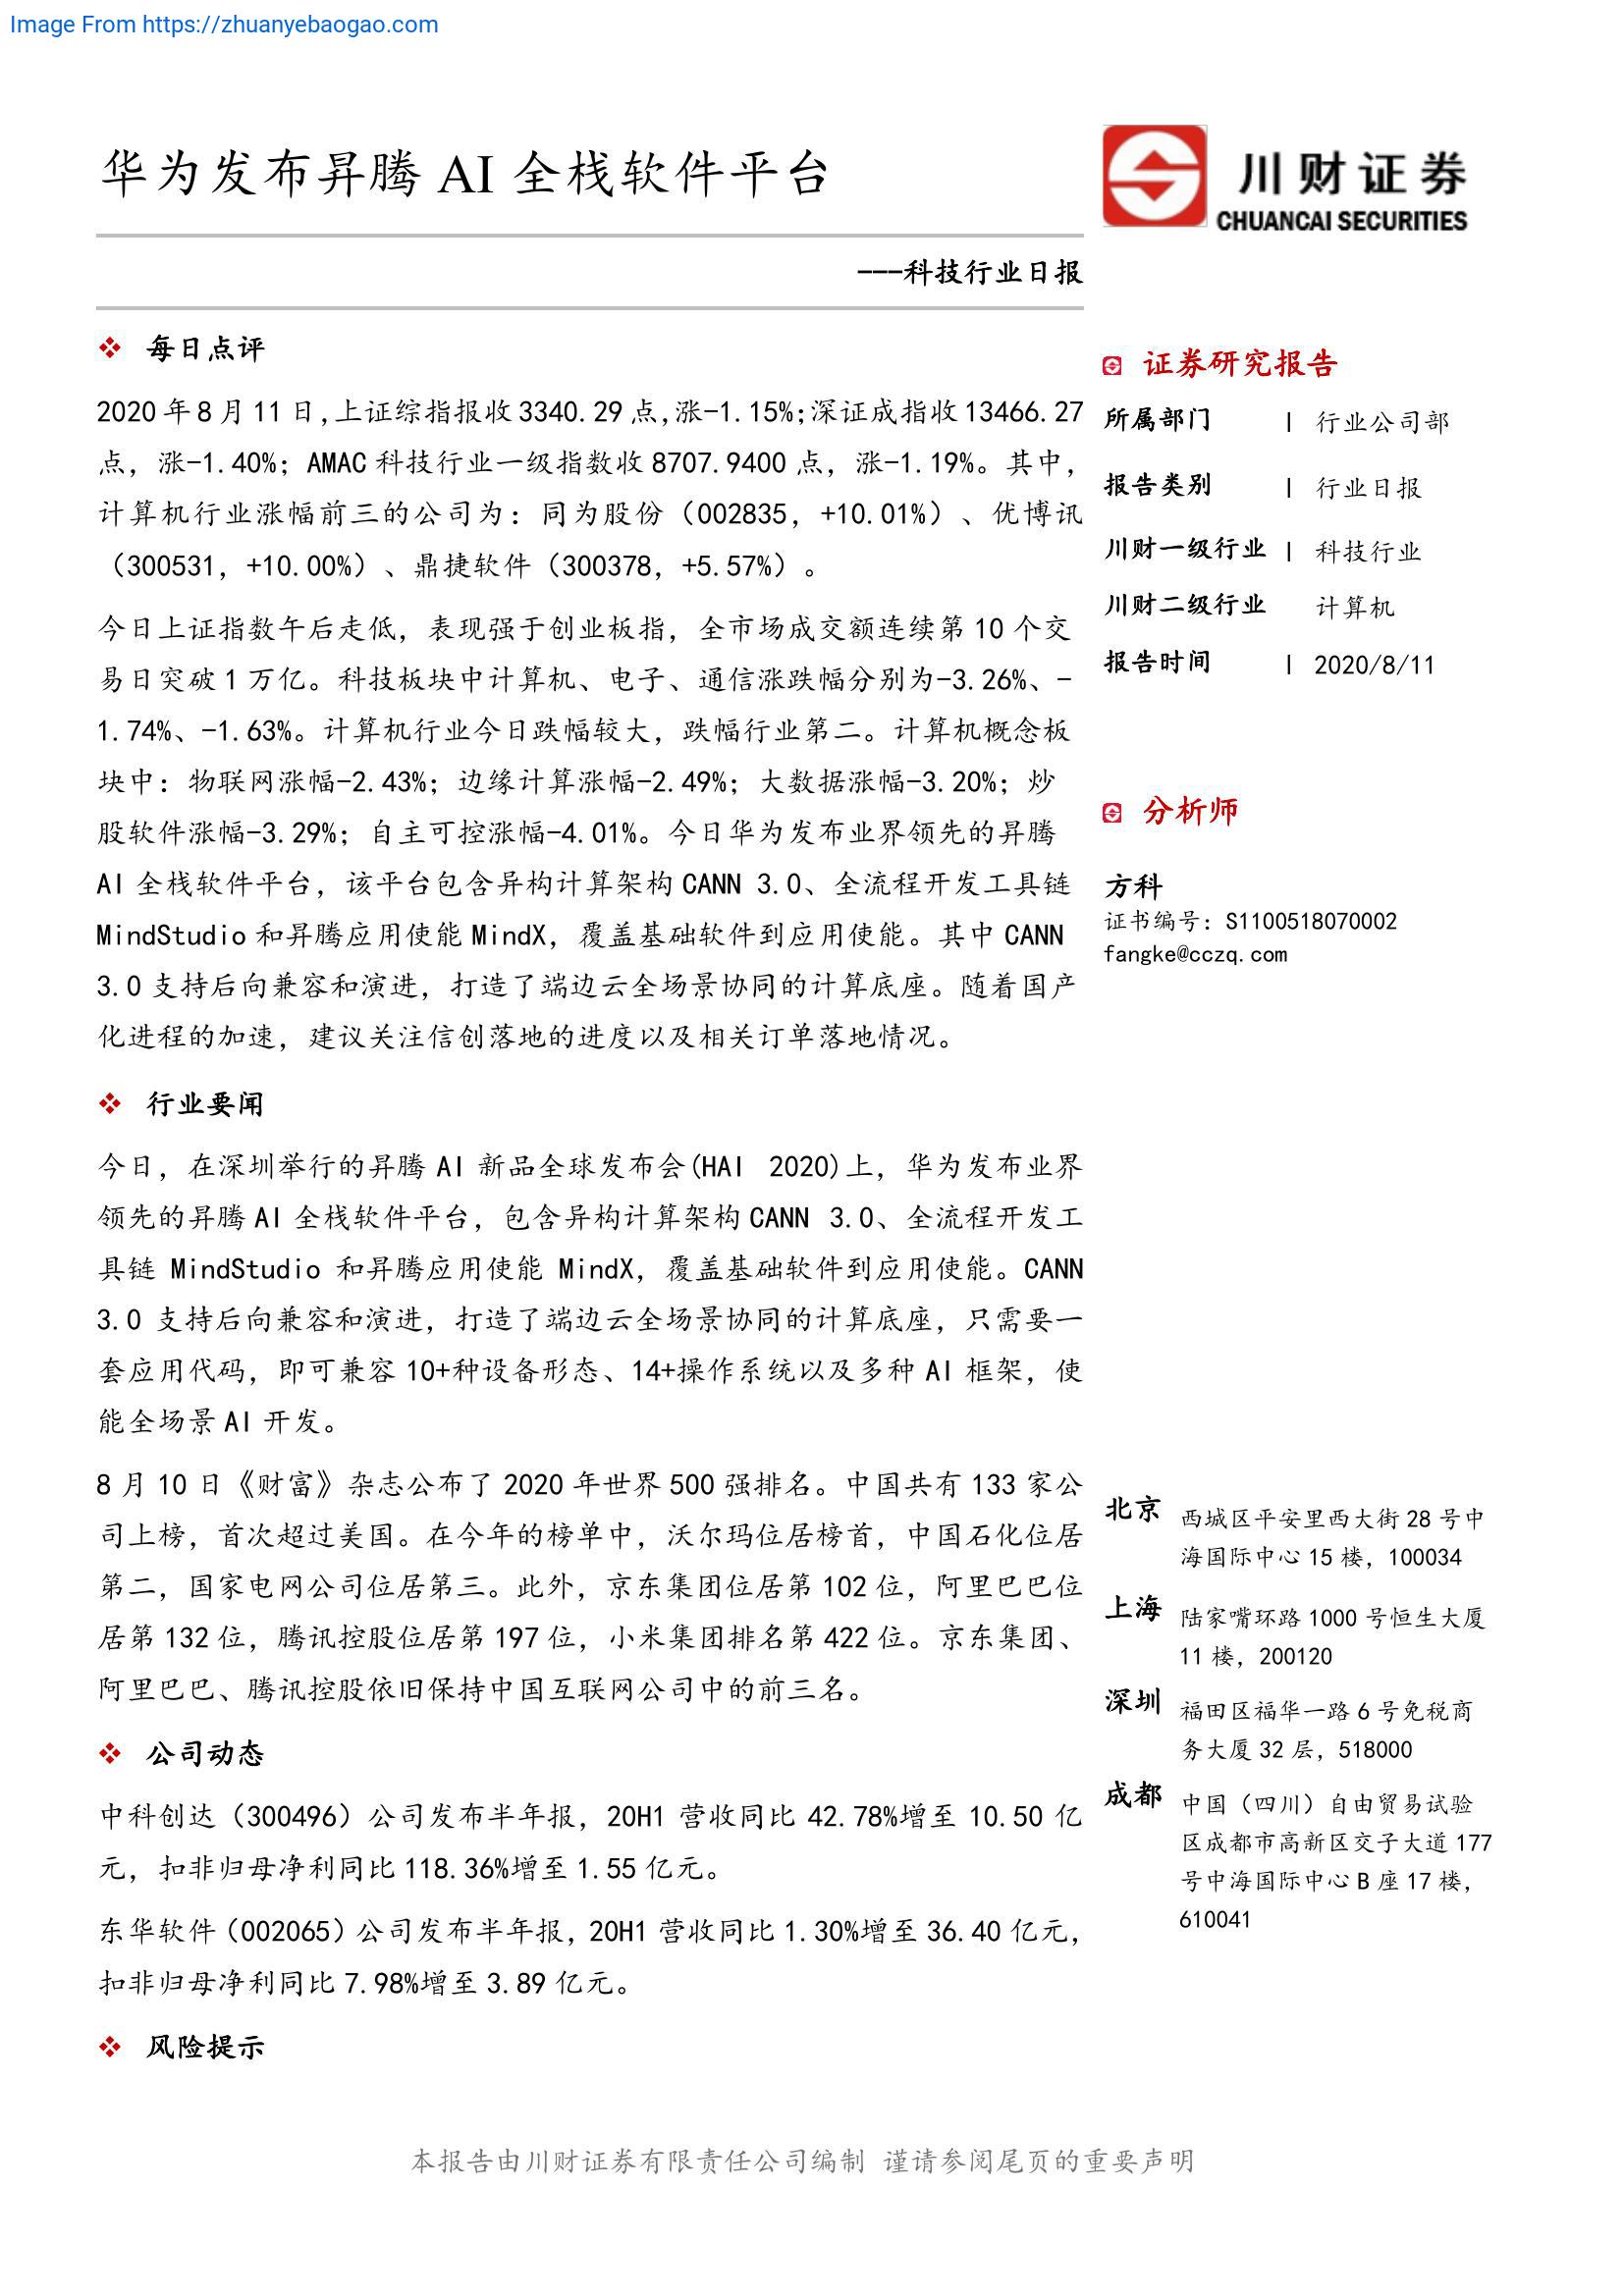 Image From https://zhuanyebaogao.com
华为发布昇腾 AI 全栈软件平台
川财证券
CHUANCAI SECURITIES
---科技行业日报
每日点评
2020 年 8 月 11 日,上证综指报收 3340.29 点,涨-1.15%;深证成指收 13466.27
点，涨-1.40%；AMAC 科技行业一级指数收 8707.9400 点，涨-1.19%。其中，
计算机行业涨幅前三的公司为：同为股份（002835，+10.01%）、优博讯
（300531，+10.00%）、鼎捷软件（300378，+5.57%）。
今日上证指数午后走低，表现强于创业板指，全市场成交额连续第 10 个交
易日突破 1 万亿。科技板块中计算机、电子、通信涨跌幅分别为-3.26%、-
1.74%、-1.63%。计算机行业今日跌幅较大，跌幅行业第二。计算机概念板
块中：物联网涨幅-2.43%；边缘计算涨幅-2.49%；大数据涨幅-3.20%；炒
股软件涨幅-3.29%；自主可控涨幅-4.01%。今日华为发布业界领先的昇腾
AI 全栈软件平台，该平台包含异构计算架构 CANN 3.0、全流程开发工具链
MindStudio 和昇腾应用使能 MindX，覆盖基础软件到应用使能。其中 CANN
3.0 支持后向兼容和演进，打造了端边云全场景协同的计算底座。随着国产
化进程的加速，建议关注信创落地的进度以及相关订单落地情况。
行业要闻
今日，在深圳举行的昇腾 AI 新品全球发布会(HAI 2020)上，华为发布业界
领先的昇腾 AI 全栈软件平台，包含异构计算架构 CANN 3.0、全流程开发工
具链 MindStudio 和昇腾应用使能 MindX，覆盖基础软件到应用使能。CANN
3.0 支持后向兼容和演进，打造了端边云全场景协同的计算底座，只需要一
套应用代码，即可兼容 10+种设备形态、14+操作系统以及多种 AI 框架，使
能全场景 AI 开发。
8 月 10 日《财富》杂志公布了 2020 年世界 500 强排名。中国共有 133 家公
司上榜，首次超过美国。在今年的榜单中，沃尔玛位居榜首，中国石化位居
第二，国家电网公司位居第三。此外，京东集团位居第 102 位，阿里巴巴位
居第 132 位，腾讯控股位居第 197 位，小米集团排名第 422 位。京东集团、
阿里巴巴、腾讯控股依旧保持中国互联网公司中的前三名。
公司动态
中科创达（300496）公司发布半年报，20H1 营收同比 42.78%增至 10.50 亿
元，扣非归母净利同比 118.36%增至 1.55 亿元。
东华软件（002065）公司发布半年报，20H1 营收同比 1.30%增至 36.40 亿元，
扣非归母净利同比 7.98%增至 3.89 亿元。
风险提示
证券研究报告
所属部门 | 行业公司部
报告类别 | 行业日报
川财一级行业 | 科技行业
川财二级行业 计算机
报告时间 | 2020/8/11
分析师
方科
证书编号：S1100518070002
fangke@cczq.com
北京 西城区平安里西大街 28 号中
海国际中心 15 楼，100034
上海 陆家嘴环路 1000 号恒生大厦
11 楼，200120
深圳 福田区福华一路 6 号免税商
务大厦 32 层，518000
成都 中国（四川）自由贸易试验
区成都市高新区交子大道 177
号中海国际中心 B 座 17 楼，
610041
本报告由川财证券有限责任公司编制 谨请参阅尾页的重要声明